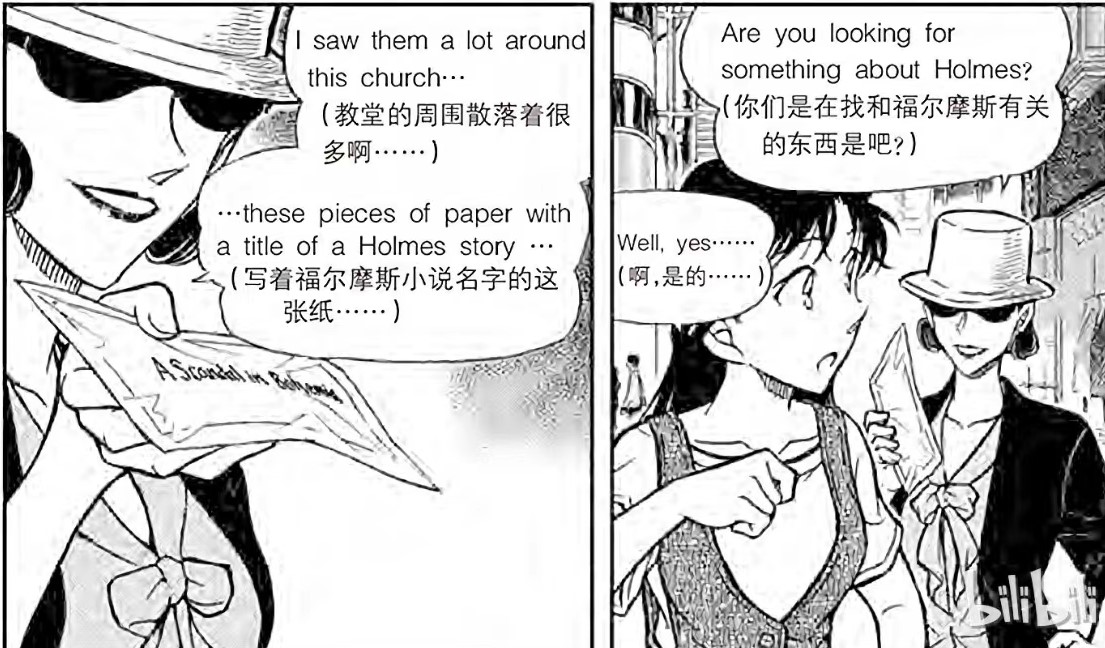 I saw them a lot around
this church…
(教堂的周围散落着很
多啊……)
…these pieces of paper with
a title of a Holmes story …
(写着福尔摩斯小说名字的这
张纸……)
A Scandal in Bohemia
Are you looking for
something about Holmes?
(你们是在找和福尔摩斯有关
的东西是吧?)
Well, yes……
(啊,是的……)
bilibili